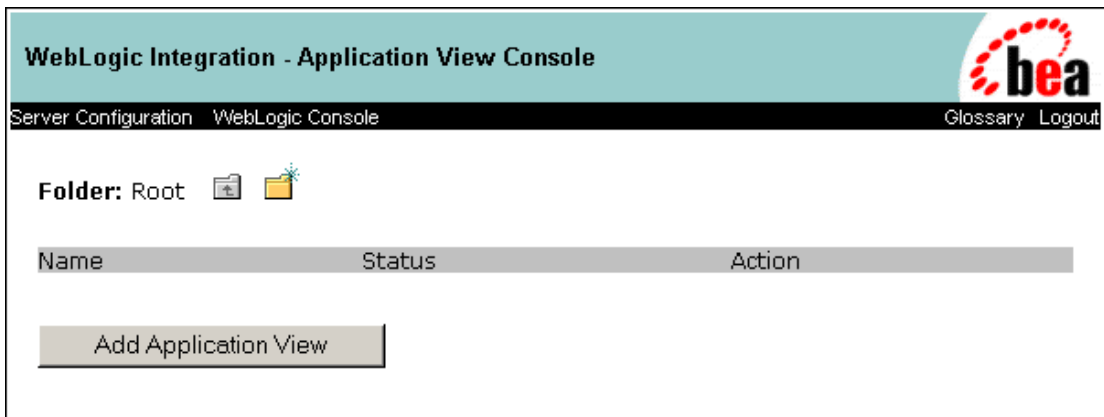 WebLogic Integration - Application View Console
bea
Server Configuration WebLogic Console Glossary Logout
Folder: Root
Name Status Action
Add Application View